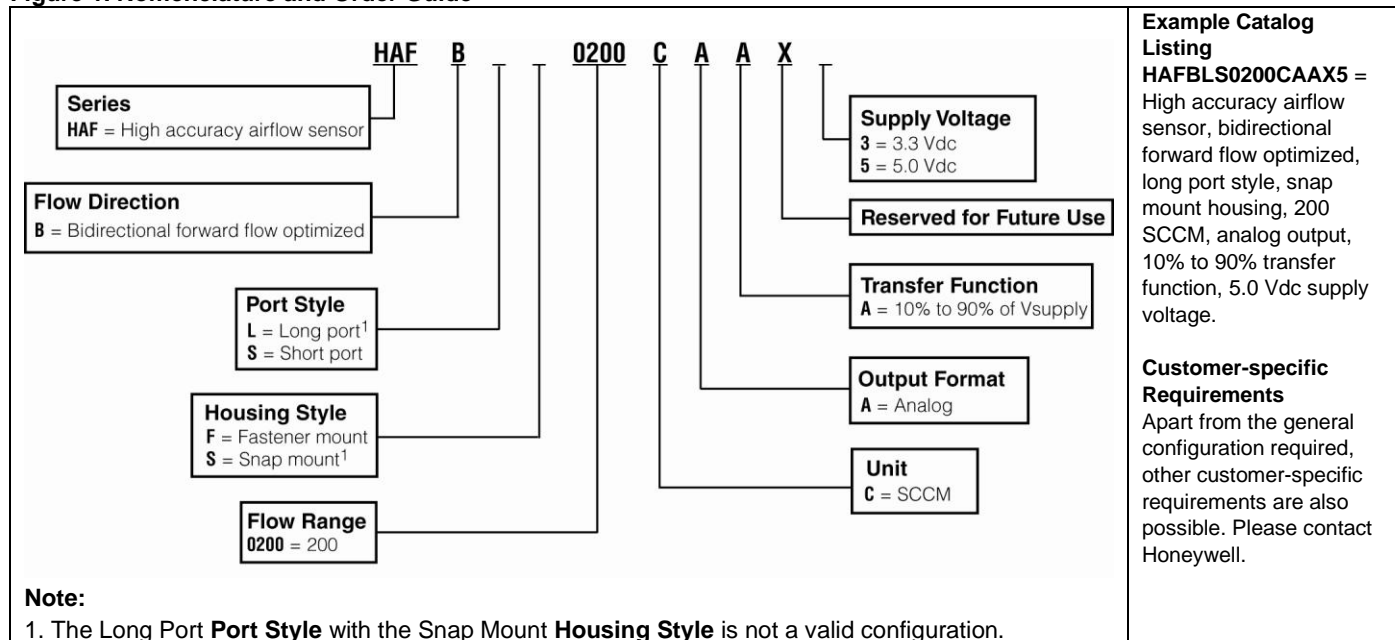 Figure 1. Nomenclature and Order Guide
HAF B _ _ 0200 C A A X _
Series
HAF = High accuracy airflow sensor
Flow Direction
B = Bidirectional forward flow optimized
Port Style
L = Long port1
S = Short port
Housing Style
F = Fastener mount
S = Snap mount1
Flow Range
0200 = 200
Supply Voltage
3 = 3.3 Vdc
5 = 5.0 Vdc
Reserved for Future Use
Transfer Function
A = 10% to 90% of Vsupply
Output Format
A = Analog
Unit
C = SCCM
Note:
1. The Long Port Port Style with the Snap Mount Housing Style is not a valid configuration.
Example Catalog
Listing
HAFBLS0200CAAX5 =
High accuracy airflow
sensor, bidirectional
forward flow optimized,
long port style, snap
mount housing, 200
SCCM, analog output,
10% to 90% transfer
function, 5.0 Vdc supply
voltage.
Customer-specific
Requirements
Apart from the general
configuration required,
other customer-specific
requirements are also
possible. Please contact
Honeywell.